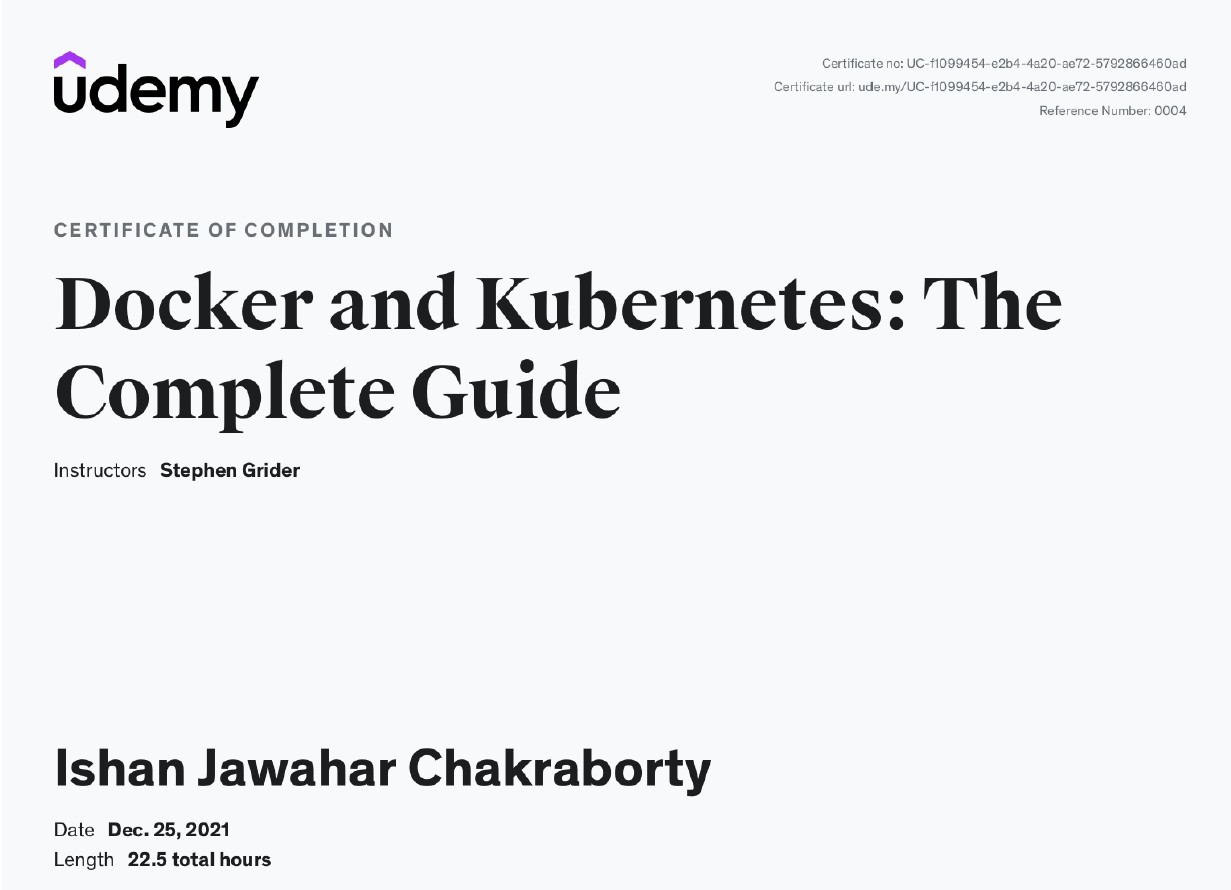 udemy
Certificate no: UC-f1099454-e2b4-4a20-ae72-5792866460ad
Certificate url: ude.my/UC-f1099454-e2b4-4a20-ae72-5792866460ad
Reference Number: 0004
CERTIFICATE OF COMPLETION
Docker and Kubernetes: The
Complete Guide
Instructors Stephen Grider
Ishan Jawahar Chakraborty
Date Dec. 25, 2021
Length 22.5 total hours